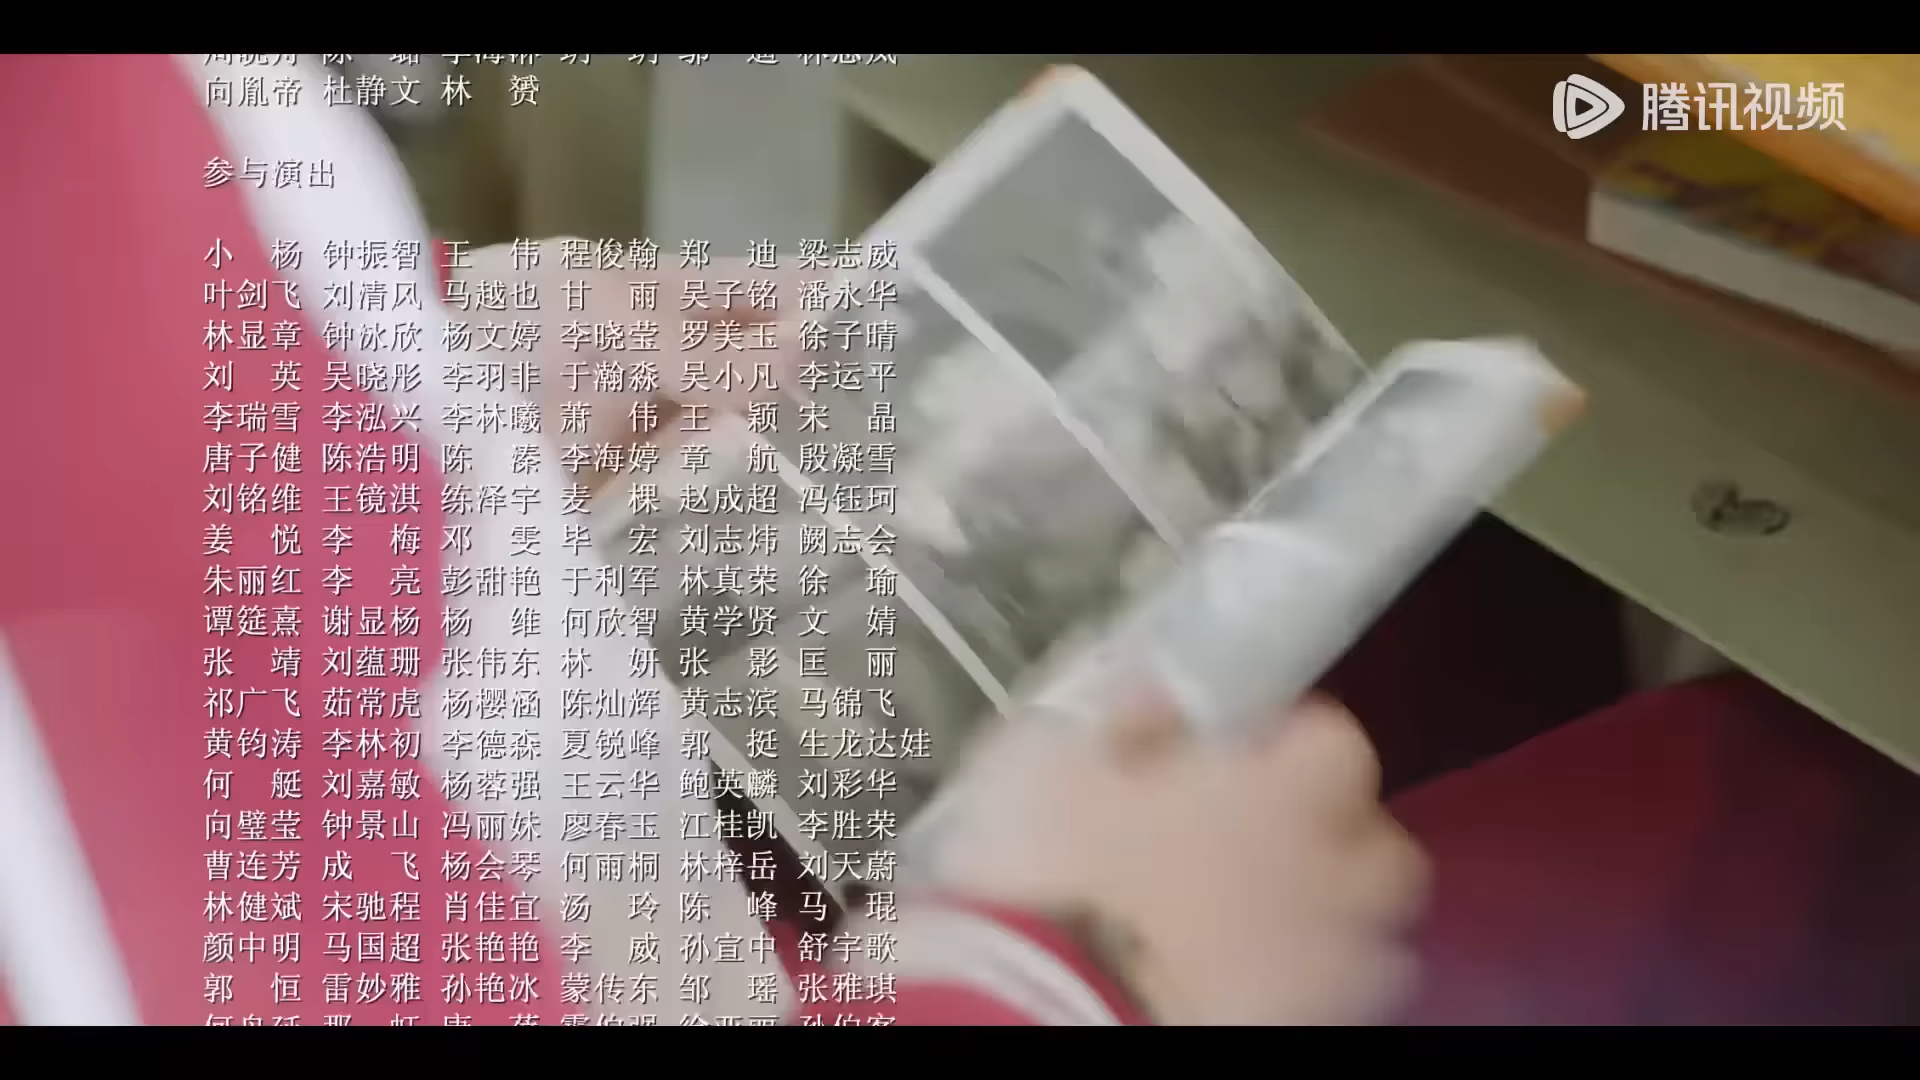 向胤帝 杜静文 林 赟
腾讯视频
参与演出
小 杨 钟振智 王 伟 程俊翰 郑 迪 梁志威
叶剑飞 刘清风 马越也 甘 雨 吴子铭 潘永华
林显章 钟泳欣 杨文婷 李晓莹 罗美玉 徐子晴
刘 英 吴晓彤 李羽非 于瀚淼 吴小凡 李运平
李瑞雪 李泓兴 李林曦 萧 伟 王 颖 宋 晶
唐子健 陈浩明 陈 溱 李海婷 章 航 殷凝雪
刘铭维 王镜淇 练泽宇 麦 棵 赵成超 冯钰珂
姜 悦 李 梅 邓 雯 毕 宏 刘志炜 阙志会
朱丽红 李 亮 彭甜艳 于利军 林真荣 徐 瑜
谭筵熹 谢显杨 杨 维 何欣智 黄学贤 文 婧
张 靖 刘蕴珊 张伟东 林 妍 张 影 匡 丽
祁广飞 茹常虎 杨樱涵 陈灿辉 黄志滨 马锦飞
黄钧涛 李林初 李德森 夏锐峰 郭 挺 生龙达娃
何 艇 刘嘉敏 杨蓉强 王云华 鲍英麟 刘彩华
向璧莹 钟景山 冯丽妹 廖春玉 江桂凯 李胜荣
曹连芳 成 飞 杨会琴 何雨桐 林梓岳 刘天蔚
林健斌 宋驰程 肖佳宜 汤 玲 陈 峰 马 琨
颜中明 马国超 张艳艳 李 威 孙宣中 舒宇歌
郭 恒 雷妙雅 孙艳冰 蒙传东 邹 瑶 张雅琪